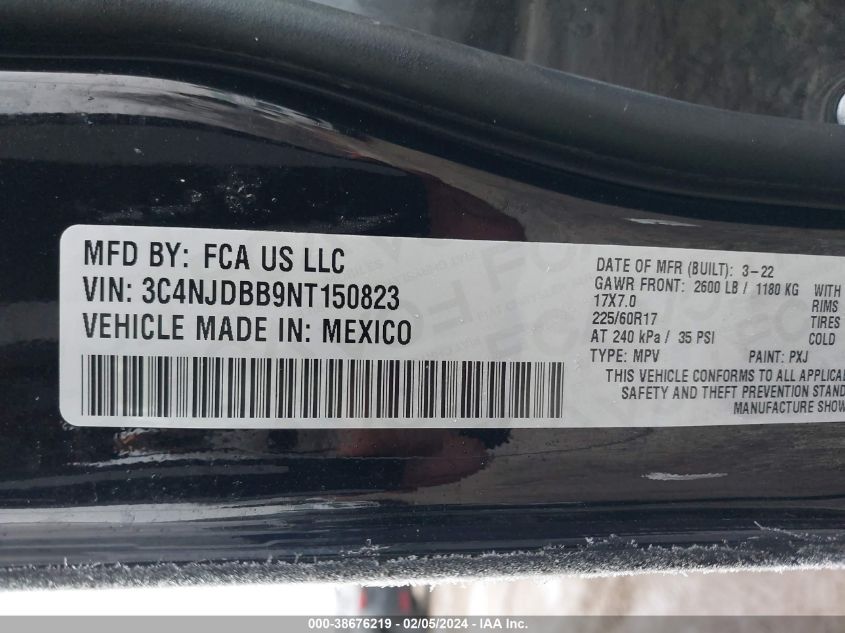 MFD BY: FCA US LLC
VIN: 3C4NJDBB9NT150823
VEHICLE MADE IN: MEXICO
DATE OF MFR (BUILT): 3-22
GAWR FRONT: 2600 LB / 1180 KG WITH
17X7.0 RIMS
225/60R17 TIRES
AT 240 kPa / 35 PSI COLD
TYPE: MPV PAINT: PXJ
THIS VEHICLE CONFORMS TO ALL
SAFETY AND THEFT PREVENTION
MANUFACTURE
000-38676219 - 02/05/2024 - IAA Inc.